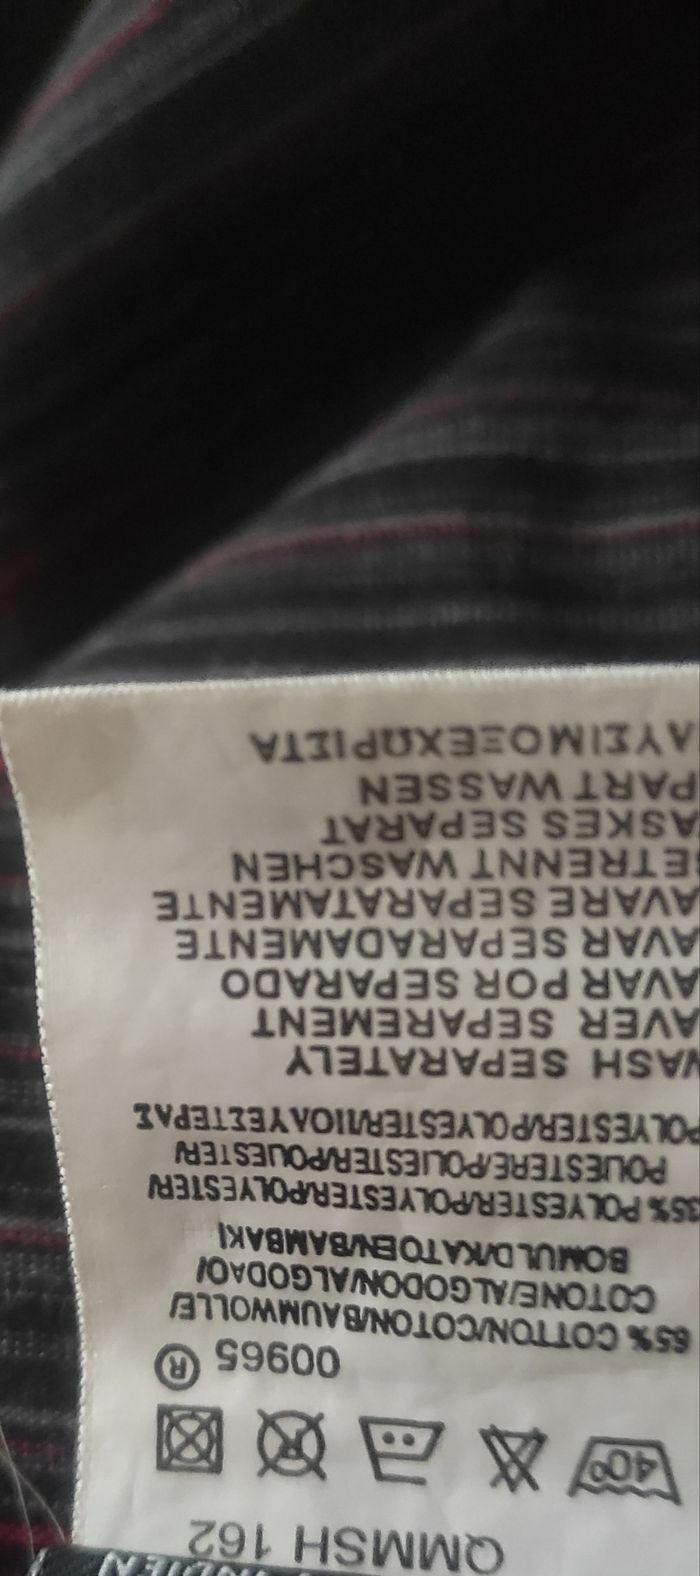 INDIEN
QMMSH 162
40°
00965 ®
65% COTTON/COTON/BAUMWOLLE/
COTONE/ALGODON/ALGODAO/
BOMULD/KATOEN/BAMBAKI
35% POLYESTER/POLYESTER/POLYESTER/
POLIESTERE/POLIESTER/POLIESTER/
POLYESTER/POLYESTER/ΠΟΛΥΕΣΤΕΡΑΣ
WASH SEPARATELY
AVER SEPAREMENT
AVAR POR SEPARADO
AVAR SEPARADAMENTE
AVARE SEPARATAMENTE
ETRENNT WASCHEN
ASKES SEPARAT
PART WASSEN
ΛΥΣΙΜΟΞΕΧΩΡΙΣΤΑ